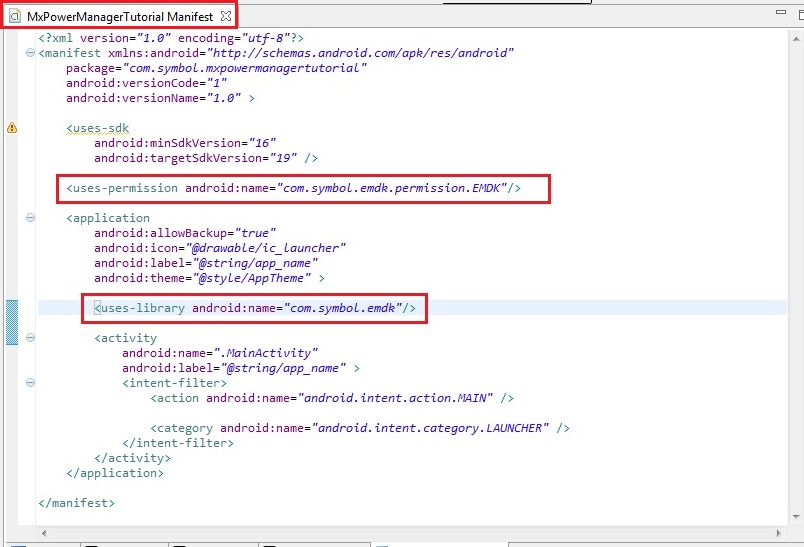 MxPowerManagerTutorial Manifest
<?xml version="1.0" encoding="utf-8"?>
<manifest xmlns:android="http://schemas.android.com/apk/res/android"
package="com.symbol.mxpowermanagertutorial"
android:versionCode="1"
android:versionName="1.0" >
<uses-sdk
android:minSdkVersion="16"
android:targetSdkVersion="19" />
<uses-permission android:name="com.symbol.emdk.permission.EMDK"/>
<application
android:allowBackup="true"
android:icon="@drawable/ic_launcher"
android:label="@string/app_name"
android:theme="@style/AppTheme" >
<uses-library android:name="com.symbol.emdk"/>
<activity
android:name=".MainActivity"
android:label="@string/app_name" >
<intent-filter>
<action android:name="android.intent.action.MAIN" />
<category android:name="android.intent.category.LAUNCHER" />
</intent-filter>
</activity>
</application>
</manifest>